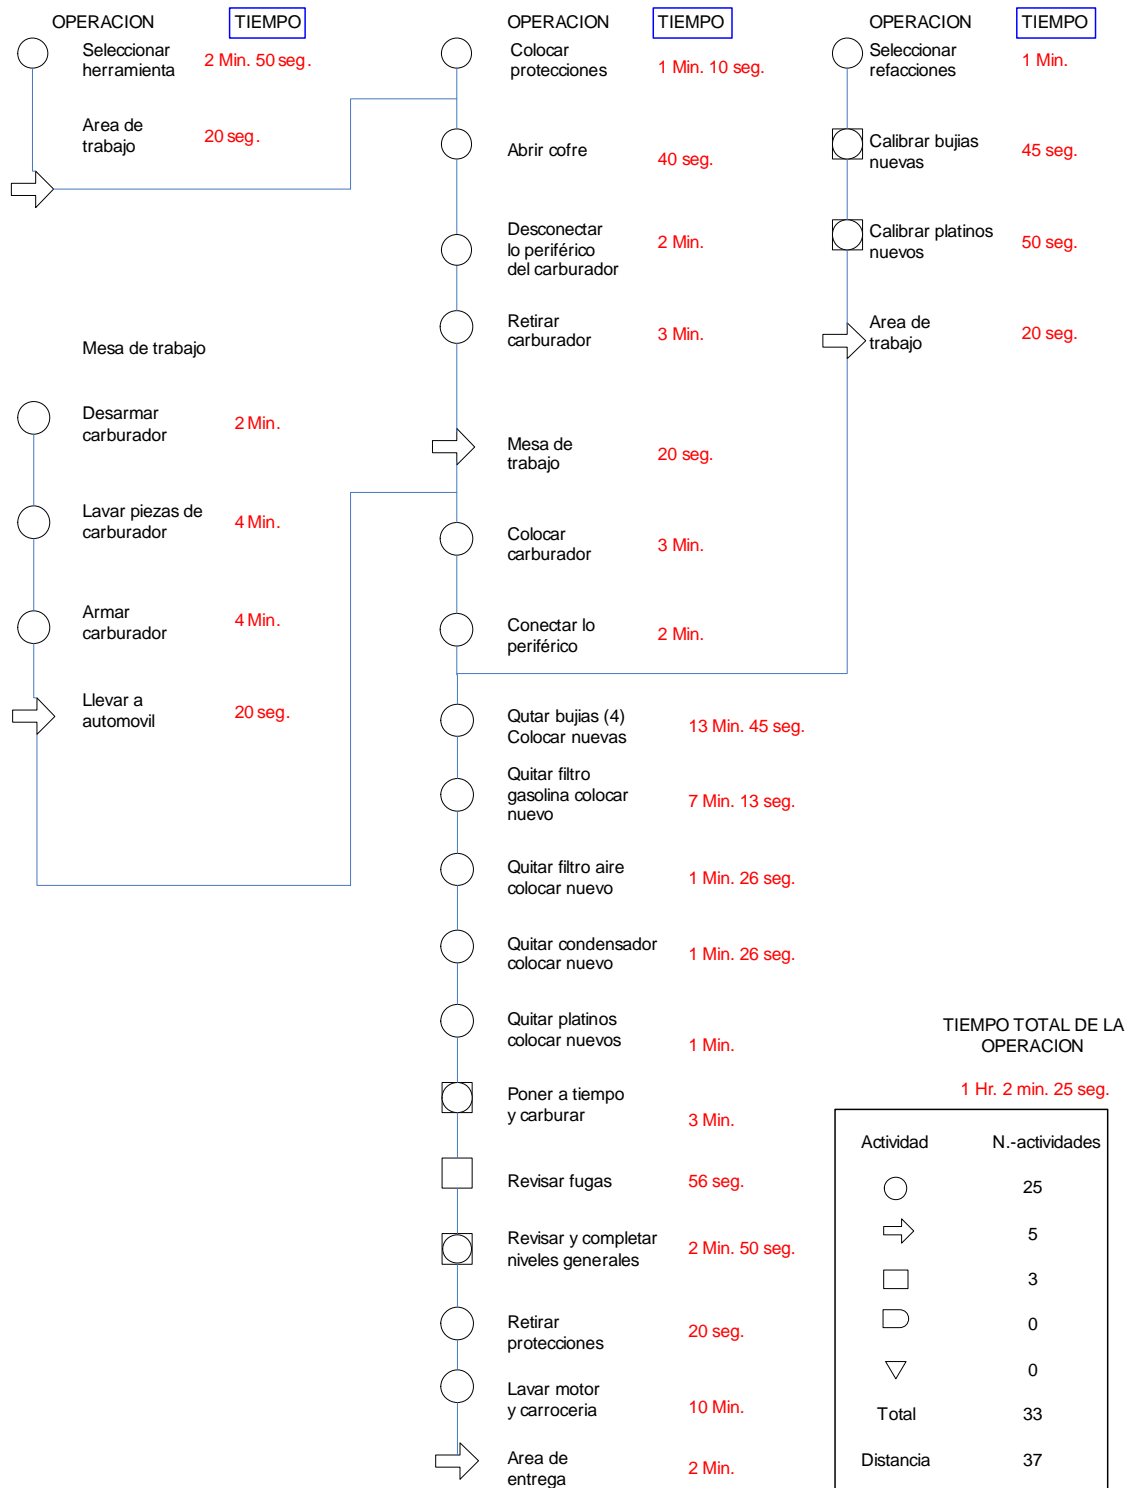 OPERACION TIEMPO
Seleccionar
herramienta
2 Min. 50 seg.
Area de
trabajo
20 seg.
Mesa de trabajo
Desarmar
carburador
2 Min.
Lavar piezas de
carburador
4 Min.
Armar
carburador
4 Min.
Llevar a
automovil
20 seg.
OPERACION TIEMPO
Colocar
protecciones
1 Min. 10 seg.
Abrir cofre
40 seg.
Desconectar
lo periférico
del carburador
2 Min.
Retirar
carburador
3 Min.
Mesa de
trabajo
20 seg.
Colocar
carburador
3 Min.
Conectar lo
periférico
2 Min.
Qutar bujias (4)
Colocar nuevas
13 Min. 45 seg.
Quitar filtro
gasolina colocar
nuevo
7 Min. 13 seg.
Quitar filtro aire
colocar nuevo
1 Min. 26 seg.
Quitar condensador
colocar nuevo
1 Min. 26 seg.
Quitar platinos
colocar nuevos
1 Min.
Poner a tiempo
y carburar
3 Min.
Revisar fugas
56 seg.
Revisar y completar
niveles generales
2 Min. 50 seg.
Retirar
protecciones
20 seg.
Lavar motor
y carroceria
10 Min.
Area de
entrega
2 Min.
OPERACION TIEMPO
Seleccionar
refacciones
1 Min.
Calibrar bujias
nuevas
45 seg.
Calibrar platinos
nuevos
50 seg.
Area de
trabajo
20 seg.
TIEMPO TOTAL DE LA
OPERACION
1 Hr. 2 min. 25 seg.
Actividad N.-actividades
25
5
3
0
0
Total 33
Distancia 37